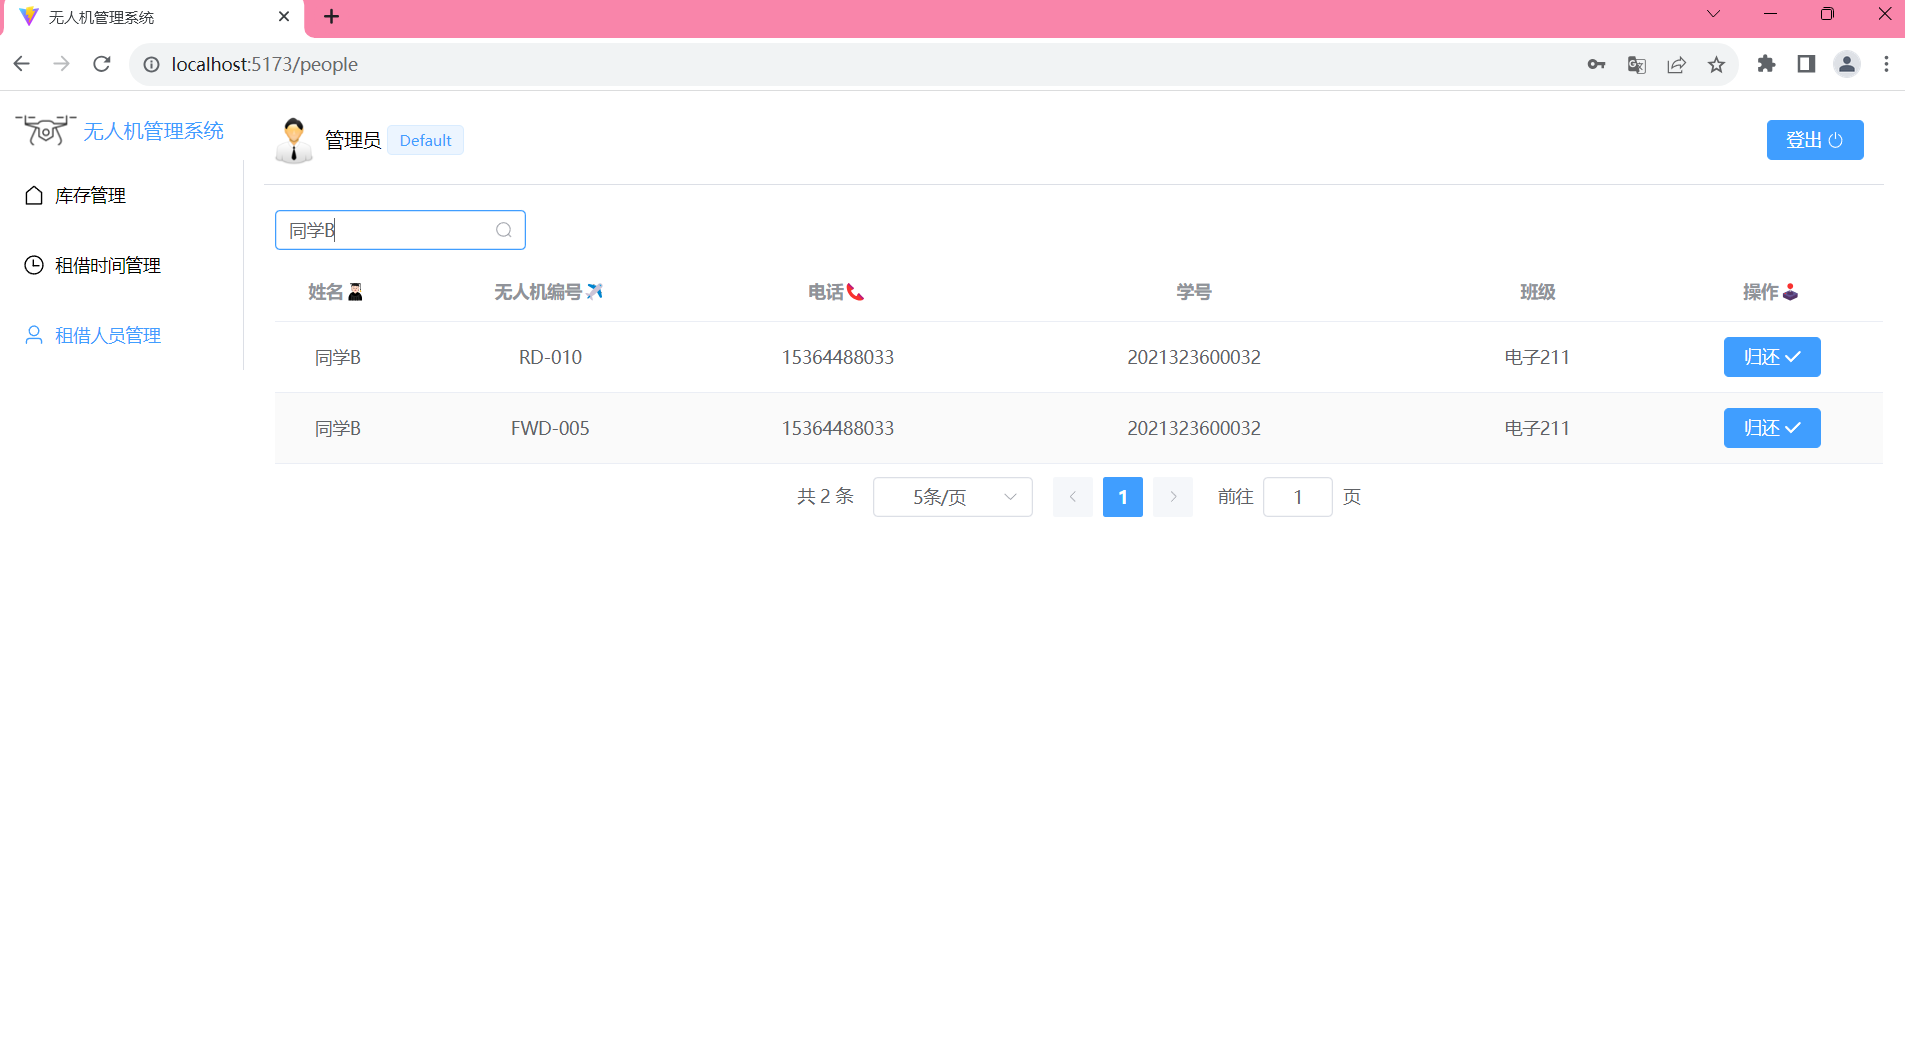 无人机管理系统
localhost:5173/people
无人机管理系统
管理员 Default
登出
库存管理
租借时间管理
租借人员管理
同学B
姓名 无人机编号 电话 学号 班级 操作
同学B RD-010 15364488033 2021323600032 电子211 归还
同学B FWD-005 15364488033 2021323600032 电子211 归还
共 2 条 5条/页 1 前往 1 页